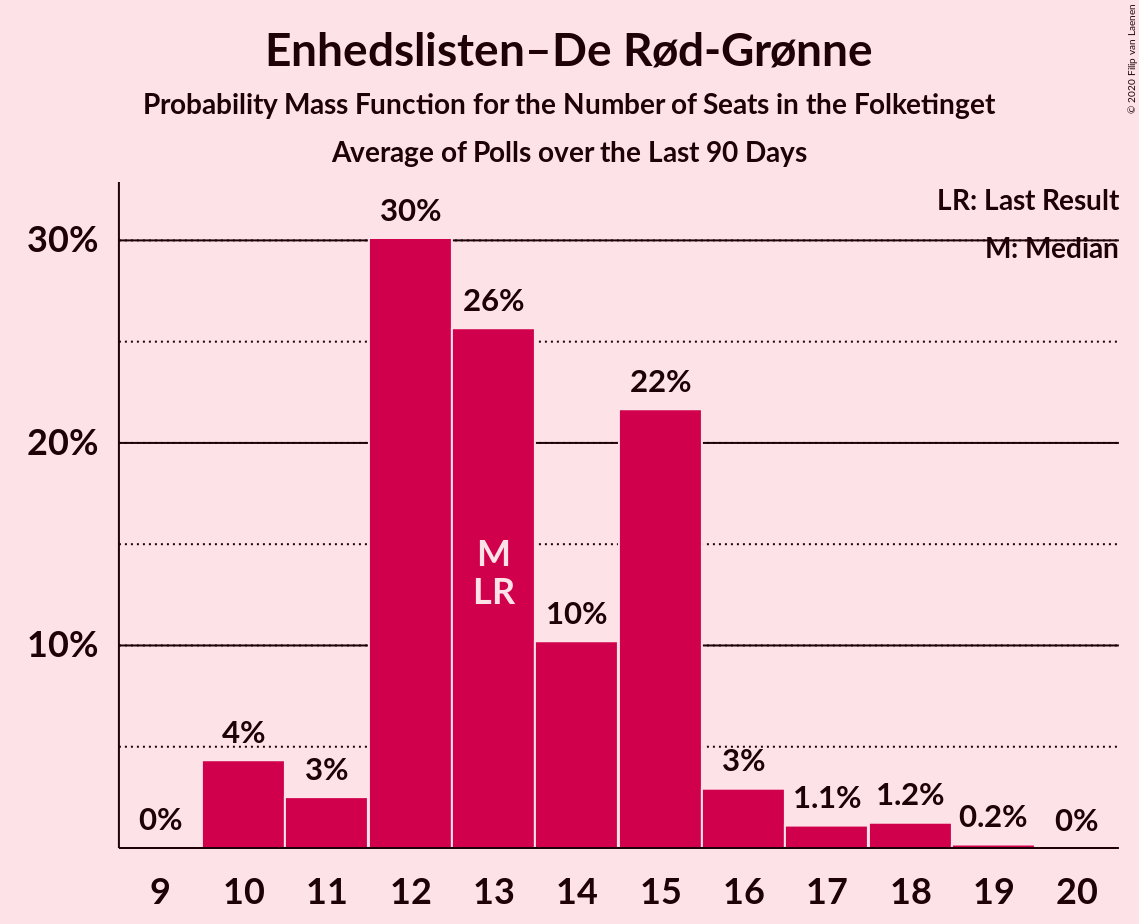 Enhedslisten–De Rød-Grønne
Probability Mass Function for the Number of Seats in the Folketinget
Average of Polls over the Last 90 Days
© 2020 Filip van Laenen
LR: Last Result
M: Median
30%
20%
10%
0%
4%
3%
30%
26%
10%
22%
3%
1.1%
1.2%
0.2%
0%
M
LR
9 10 11 12 13 14 15 16 17 18 19 20